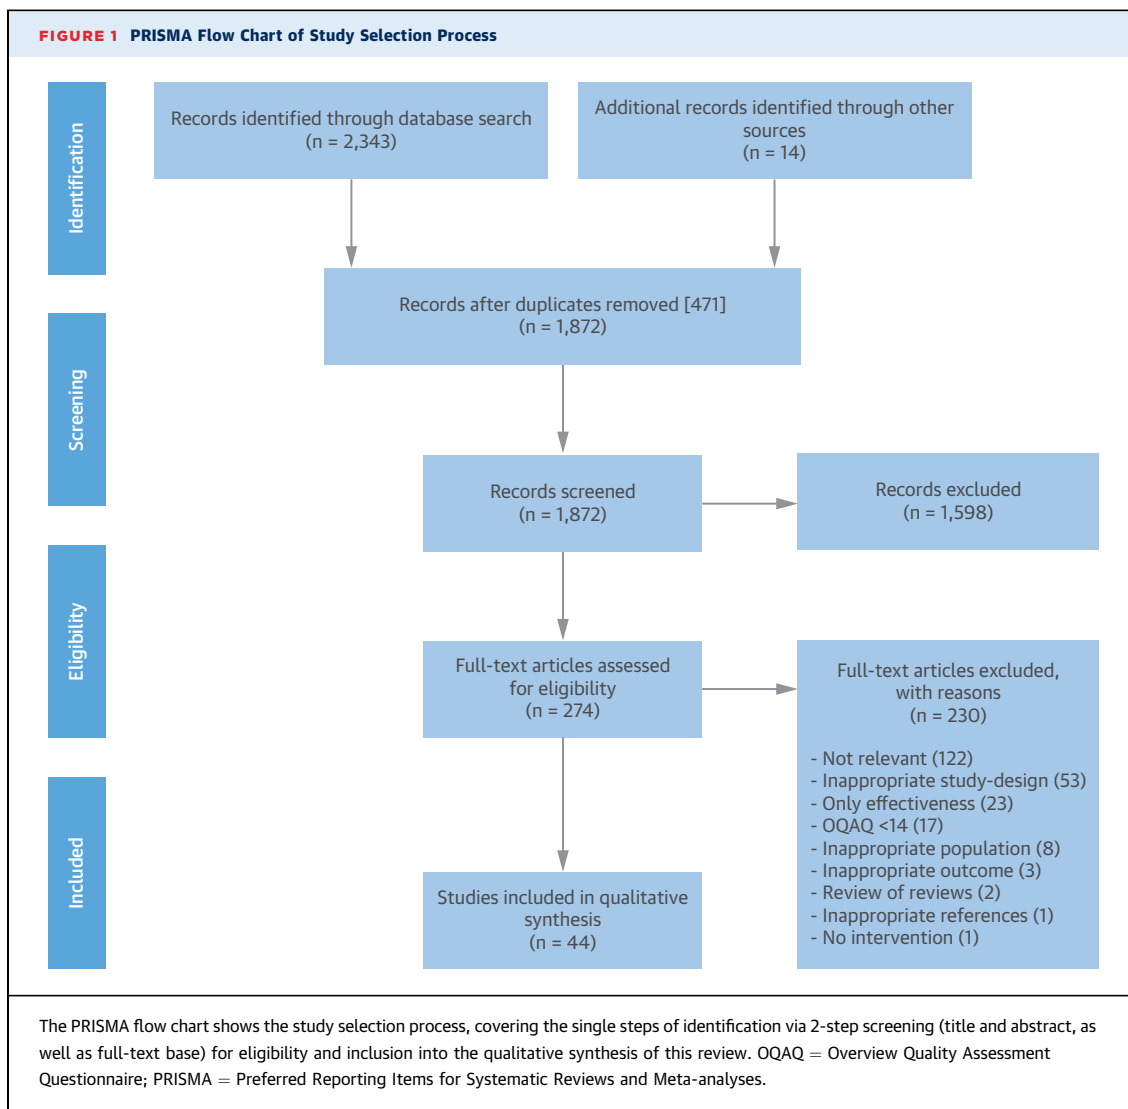 FIGURE 1 PRISMA Flow Chart of Study Selection Process
Identification
Records identified through database search
(n = 2,343)
Additional records identified through other
sources
(n = 14)
Records after duplicates removed [471]
(n = 1,872)
Screening
Records screened
(n = 1,872)
Records excluded
(n = 1,598)
Eligibility
Full-text articles assessed
for eligibility
(n = 274)
Full-text articles excluded,
with reasons
(n = 230)
- Not relevant (122)
- Inappropriate study-design (53)
- Only effectiveness (23)
- OQAQ <14 (17)
- Inappropriate population (8)
- Inappropriate outcome (3)
- Review of reviews (2)
- Inappropriate references (1)
- No intervention (1)
Included
Studies included in qualitative
synthesis
(n = 44)
The PRISMA flow chart shows the study selection process, covering the single steps of identification via 2-step screening (title and abstract, as
well as full-text base) for eligibility and inclusion into the qualitative synthesis of this review. OQAQ = Overview Quality Assessment
Questionnaire; PRISMA = Preferred Reporting Items for Systematic Reviews and Meta-analyses.